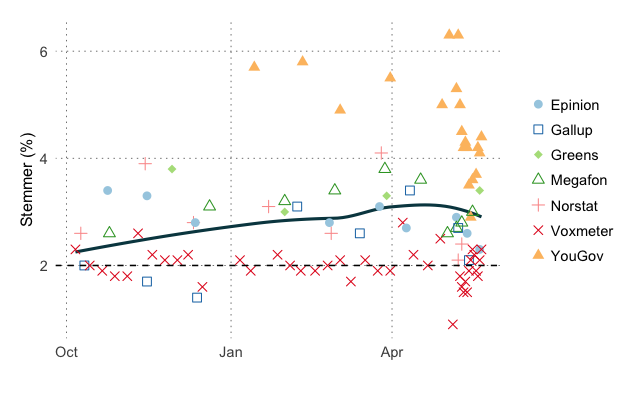 6
4
2
Stemmer (%)
Oct
Jan
Apr
Epinion
Gallup
Greens
Megafon
Norstat
Voxmeter
YouGov